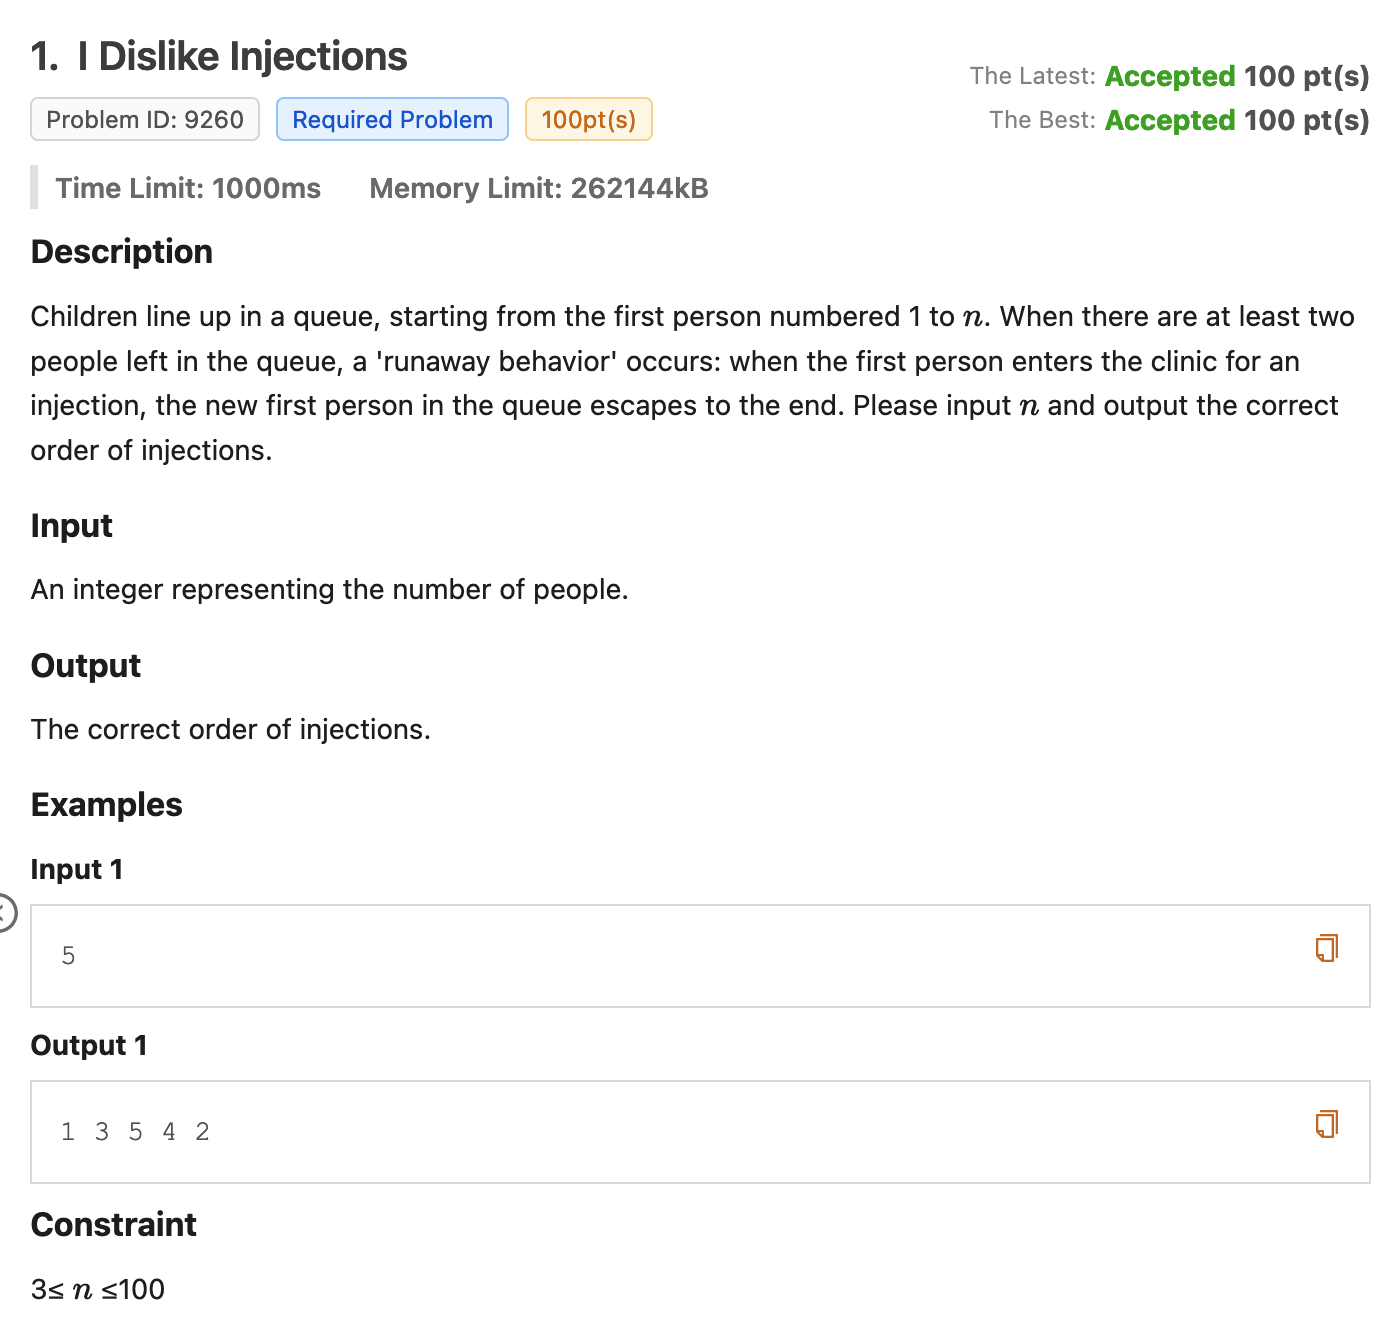 1. I Dislike Injections
The Latest: Accepted 100 pt(s)
Problem ID: 9260 Required Problem 100pt(s)
The Best: Accepted 100 pt(s)
Time Limit: 1000ms Memory Limit: 262144kB
Description
Children line up in a queue, starting from the first person numbered 1 to n. When there are at least two
people left in the queue, a 'runaway behavior' occurs: when the first person enters the clinic for an
injection, the new first person in the queue escapes to the end. Please input n and output the correct
order of injections.
Input
An integer representing the number of people.
Output
The correct order of injections.
Examples
Input 1
5
Output 1
1 3 5 4 2
Constraint
3≤ n ≤100